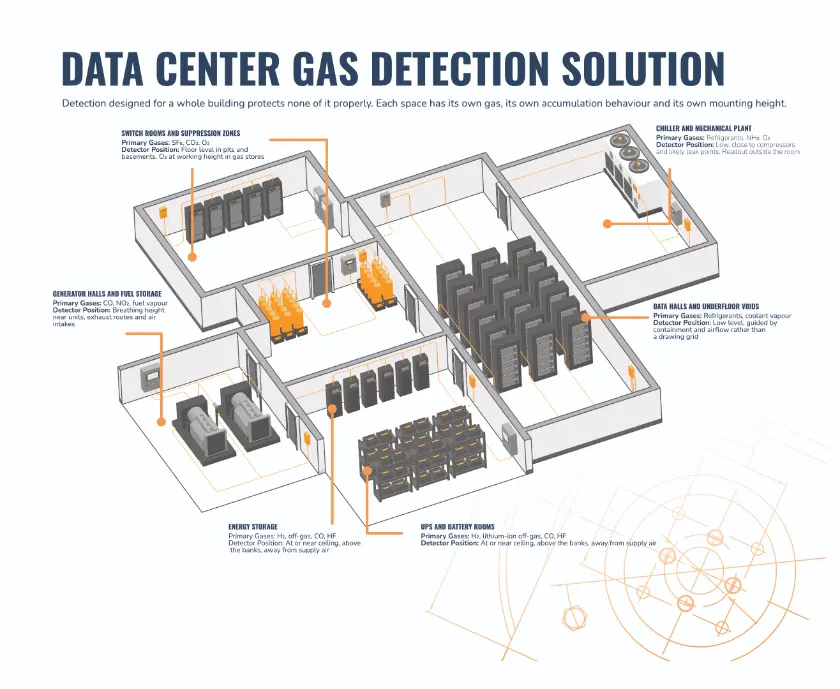 DATA CENTER GAS DETECTION SOLUTION
Detection designed for a whole building protects none of it properly. Each space has its own gas, its own accumulation behaviour and its own mounting height.
SWITCH ROOMS AND SUPPRESSION ZONES
Primary Gases: SF₆, CO₂, O₂
Detector Position: Floor level in pits and
basements. O₂ at working height in gas stores
CHILLER AND MECHANICAL PLANT
Primary Gases: Refrigerants, NH₃, O₂
Detector Position: Low, close to compressors
and likely leak points. Readout outside the room
GENERATOR HALLS AND FUEL STORAGE
Primary Gases: CO, NO₂, fuel vapour
Detector Position: Breathing height
near units, exhaust routes and air
intakes
DATA HALLS AND UNDERFLOOR VOIDS
Primary Gases: Refrigerants, coolant vapour
Detector Position: Low level, guided by
containment and airflow rather than
a drawing grid
ENERGY STORAGE
Primary Gases: H₂, off-gas, CO, HF
Detector Position: At or near ceiling, above
the banks, away from supply air
UPS AND BATTERY ROOMS
Primary Gases: H₂, lithium-ion off-gas, CO, HF
Detector Position: At or near ceiling, above the banks, away from supply air